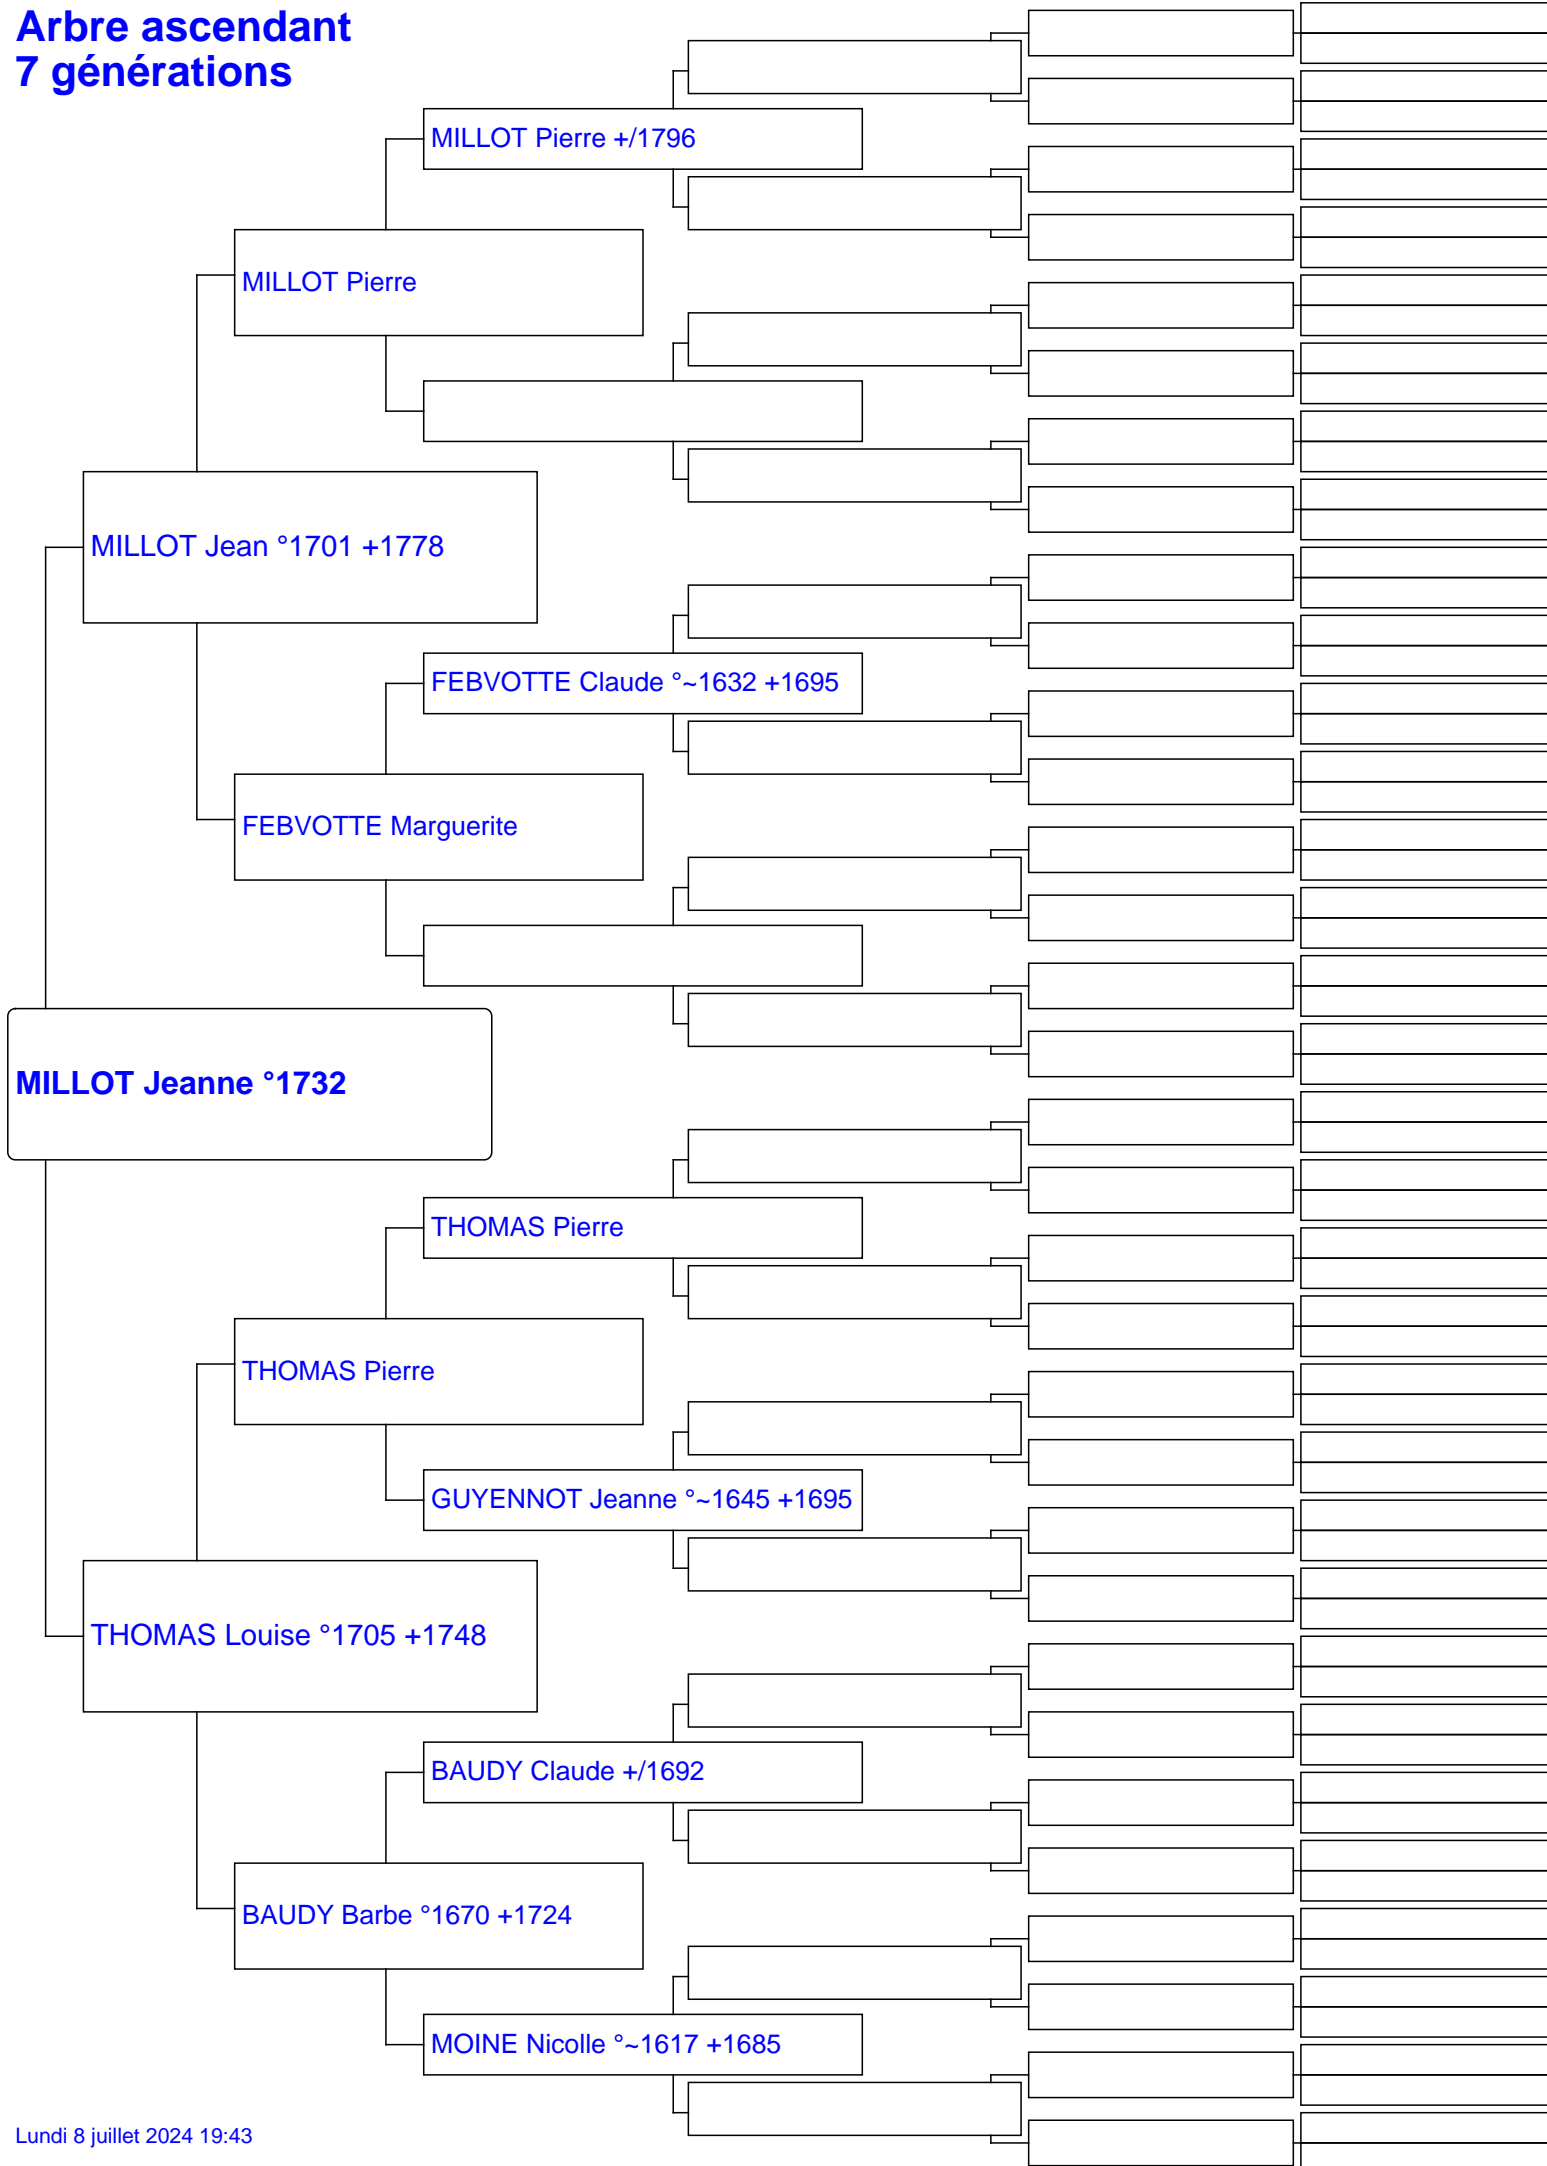 Arbre ascendant
7 générations
MILLOT Pierre +/1796
MILLOT Pierre
MILLOT Jean °1701 +1778
FEBVOTTE Claude °~1632 +1695
FEBVOTTE Marguerite
MILLOT Jeanne °1732
THOMAS Pierre
THOMAS Pierre
GUYENNOT Jeanne °~1645 +1695
THOMAS Louise °1705 +1748
BAUDY Claude +/1692
BAUDY Barbe °1670 +1724
MOINE Nicolle °~1617 +1685
Lundi 8 juillet 2024 19:43